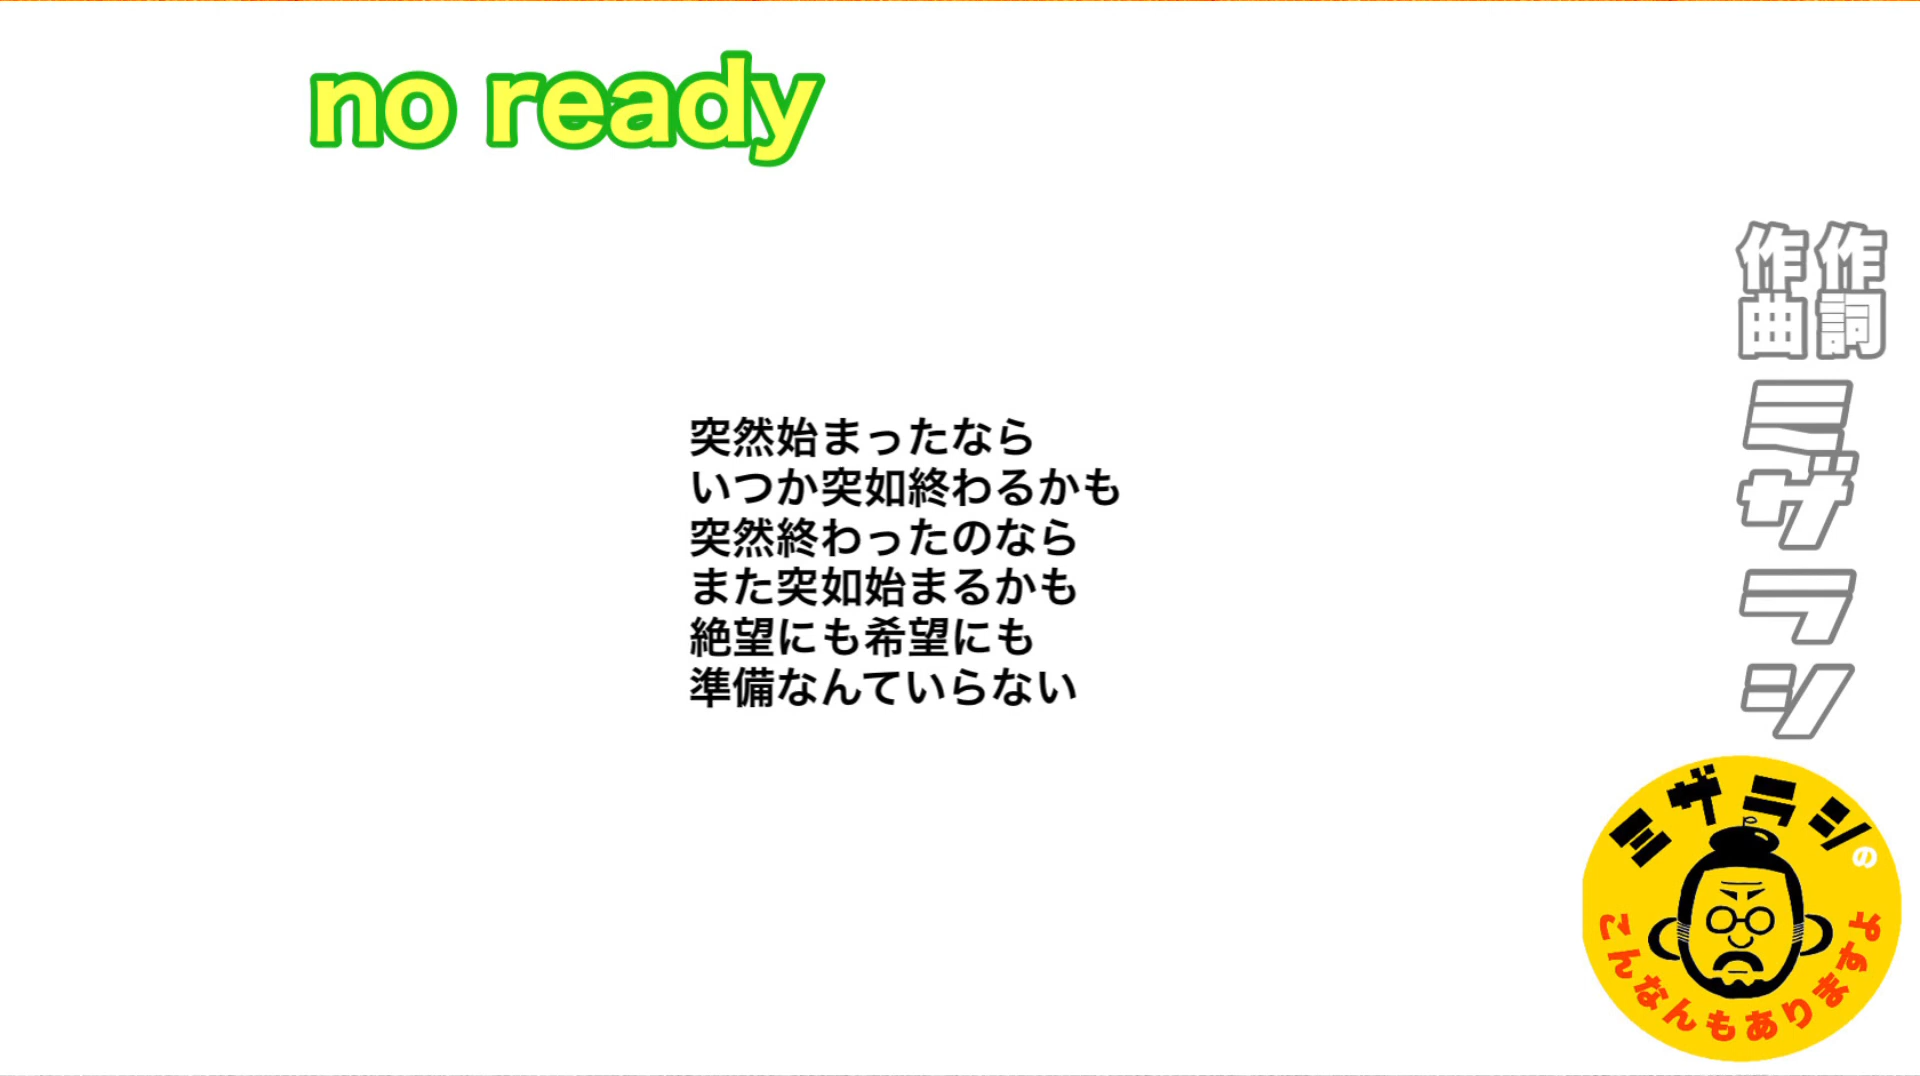 no ready
作詞
作曲
ミザラシ
突然始まったなら
いつか突如終わるかも
突然終わったのなら
また突如始まるかも
絶望にも希望にも
準備なんていらない
ミザラシの
こんなんもありますよ